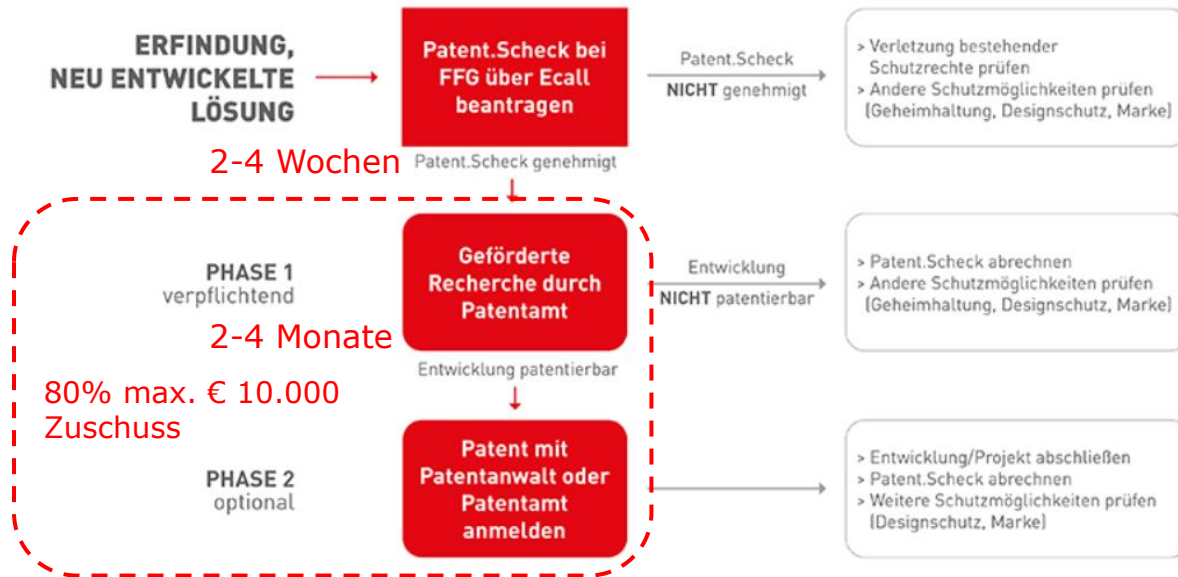 ERFINDUNG,
NEU ENTWICKELTE
LÖSUNG
Patent.Scheck bei
FFG über Ecall
beantragen
Patent.Scheck
NICHT genehmigt
> Verletzung bestehender
Schutzrechte prüfen
> Andere Schutzmöglichkeiten prüfen
(Geheimhaltung, Designschutz, Marke)
2-4 Wochen
Patent.Scheck genehmigt
PHASE 1
verpflichtend
Geförderte
Recherche durch
Patentamt
Entwicklung
NICHT patentierbar
> Patent.Scheck abrechnen
> Andere Schutzmöglichkeiten prüfen
(Geheimhaltung, Designschutz, Marke)
2-4 Monate
Entwicklung patentierbar
80% max. € 10.000
Zuschuss
PHASE 2
optional
Patent mit
Patentanwalt oder
Patentamt
anmelden
> Entwicklung/Projekt abschließen
> Patent.Scheck abrechnen
> Weitere Schutzmöglichkeiten prüfen
(Designschutz, Marke)